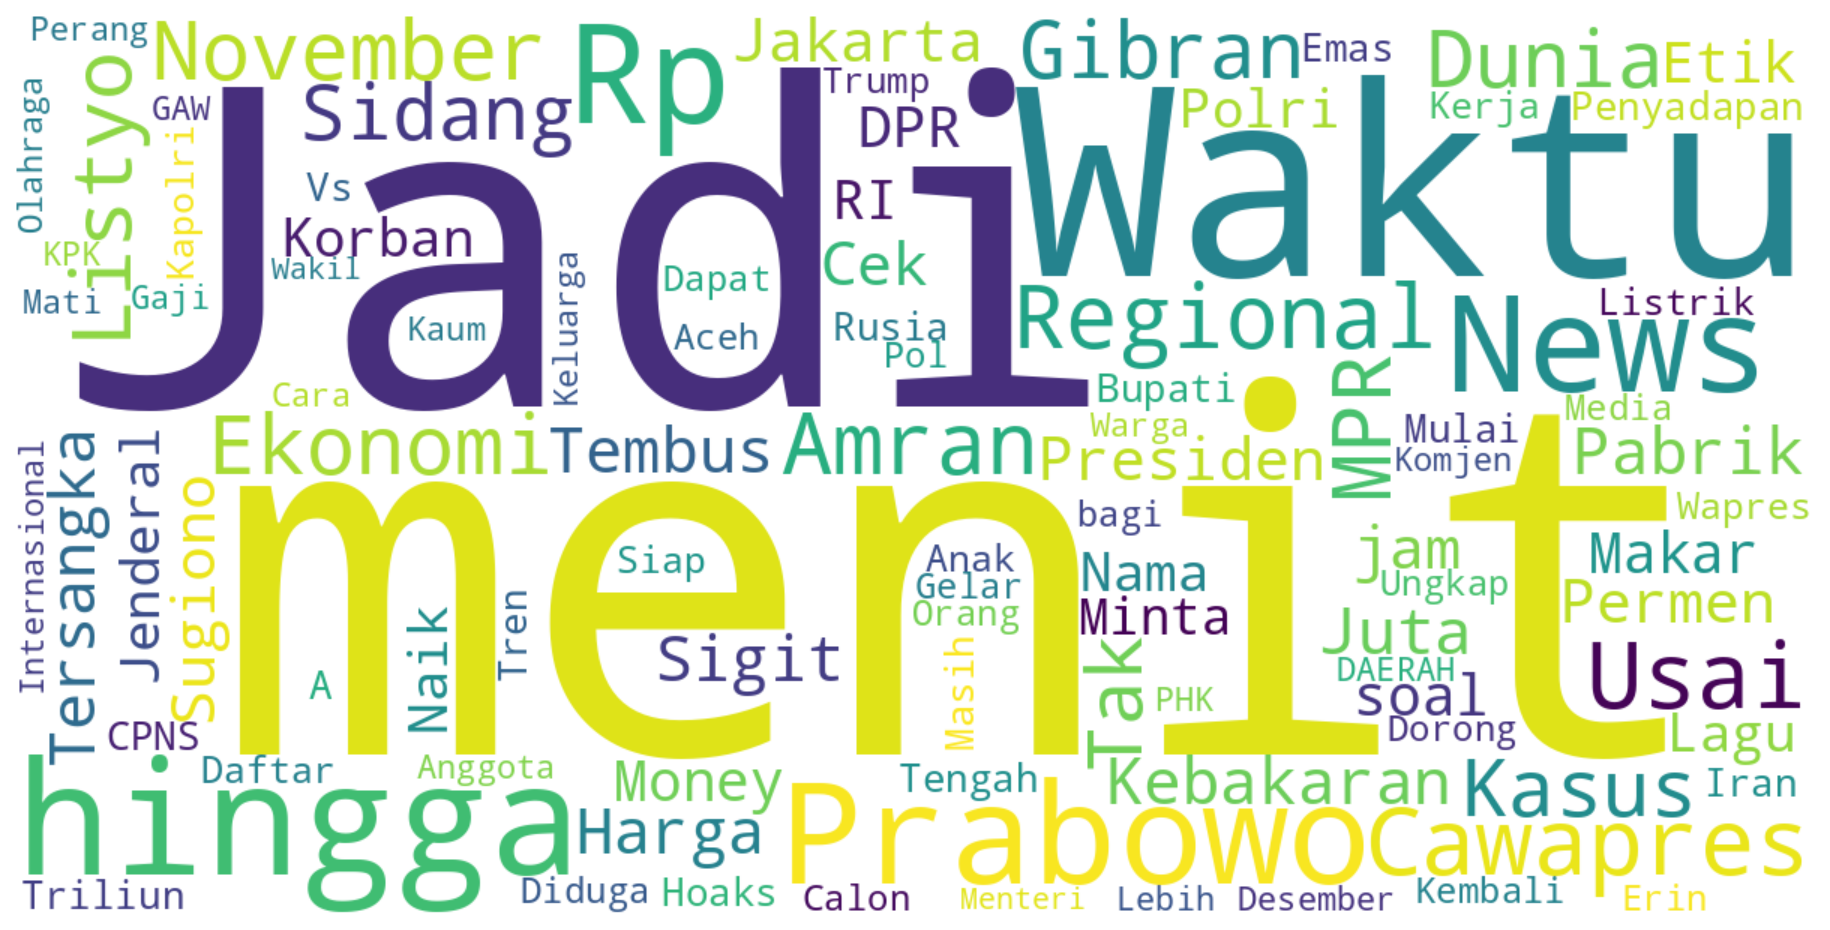 Perang
November
Rp
Jakarta
Gibran
Emas
Dunia
Etik
Olahraga
Listyo
GAW
Kapolri
Sidang
Trump
DPR
Polri
Kerja
Penyadapan
Jadi
Waktu
Vs
Korban
Wakil
RI
Cek
KPK
Mati
Gaji
Kaum
Keluarga
Dapat
Aceh
Rusia
Pol
Regional
News
Listrik
Cara
Bupati
MPR
Media
Ekonomi
Tembus
Amran
Warga
Presiden
Mulai
Komjen
Pabrik
Internasional
Tersangka
Jenderal
Sugiono
menit
bagi
Wapres
Siap
Anak
Gelar
Orang
Nama
Minta
jam
Ungkap
Makar
Permen
A
Naik
Tren
Sigit
Masih
Tak
PHK
Juta
DAERAH
soal
Dorong
Usai
Lagu
CPNS
hingga
Daftar
Anggota
Money
Harga
Tengah
Prabowo
Kebakaran
Kasus
Iran
Cawapres
Triliun
Diduga
Hoaks
Calon
Menteri
Lebih
Desember
Kembali
Erin